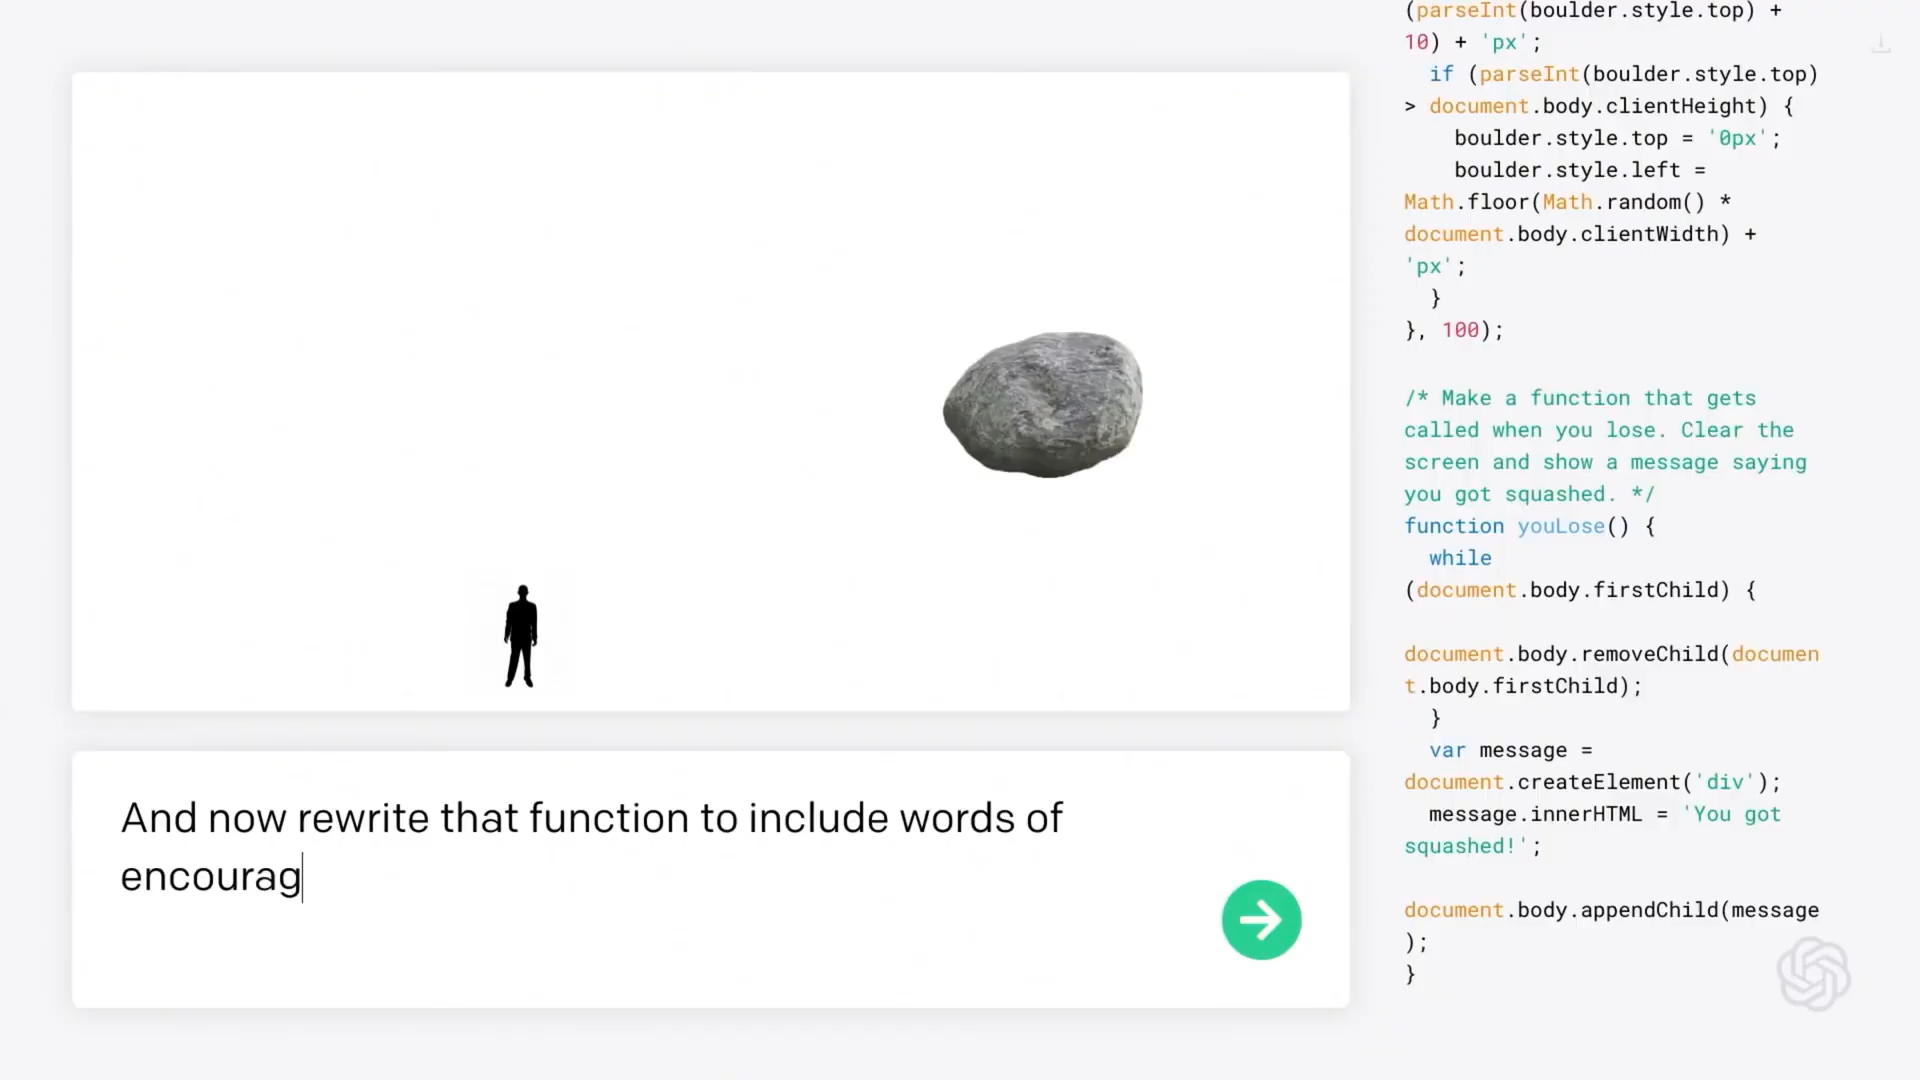 (parseInt(boulder.style.top) +
10) + 'px';
if (parseInt(boulder.style.top)
> document.body.clientHeight) {
boulder.style.top = '0px';
boulder.style.left =
Math.floor(Math.random() *
document.body.clientWidth) +
'px';
}
}, 100);
/* Make a function that gets
called when you lose. Clear the
screen and show a message saying
you got squashed. */
function youLose() {
while
(document.body.firstChild) {
document.body.removeChild(documen
t.body.firstChild);
}
var message =
document.createElement('div');
message.innerHTML = 'You got
squashed!';
document.body.appendChild(message
);
}
And now rewrite that function to include words of
encourag